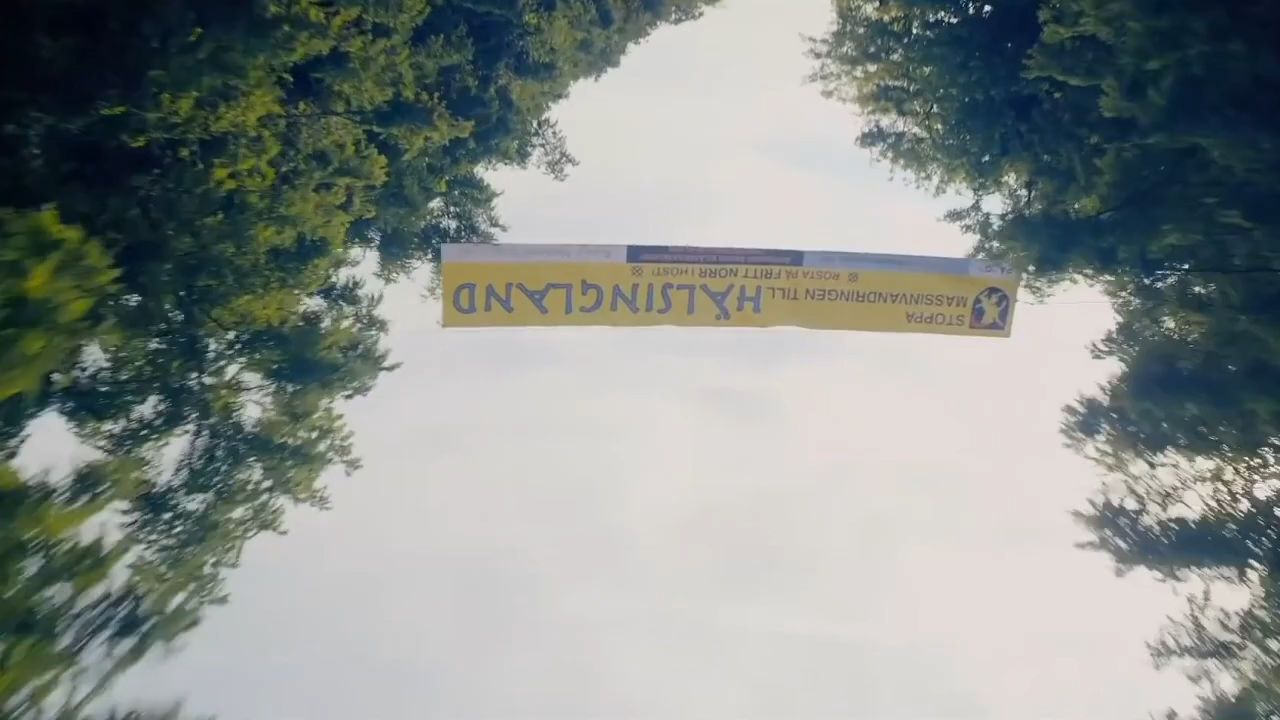 STOPPA
MASSINVANDRINGEN TILL HÄLSINGLAND
RÖSTA PÅ FRITT NORR I HÖST!